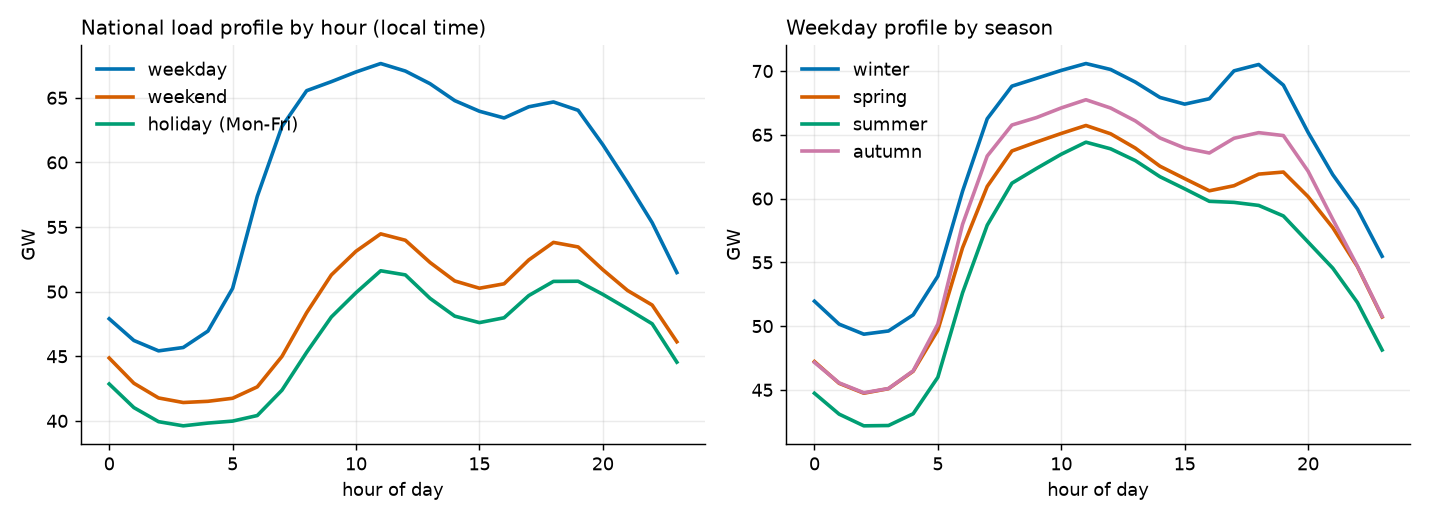 National load profile by hour (local time)
weekday
weekend
holiday (Mon-Fri)
65
60
55
50
45
40
GW
0 5 10 15 20
hour of day
Weekday profile by season
winter
spring
summer
autumn
70
65
60
55
50
45
GW
0 5 10 15 20
hour of day